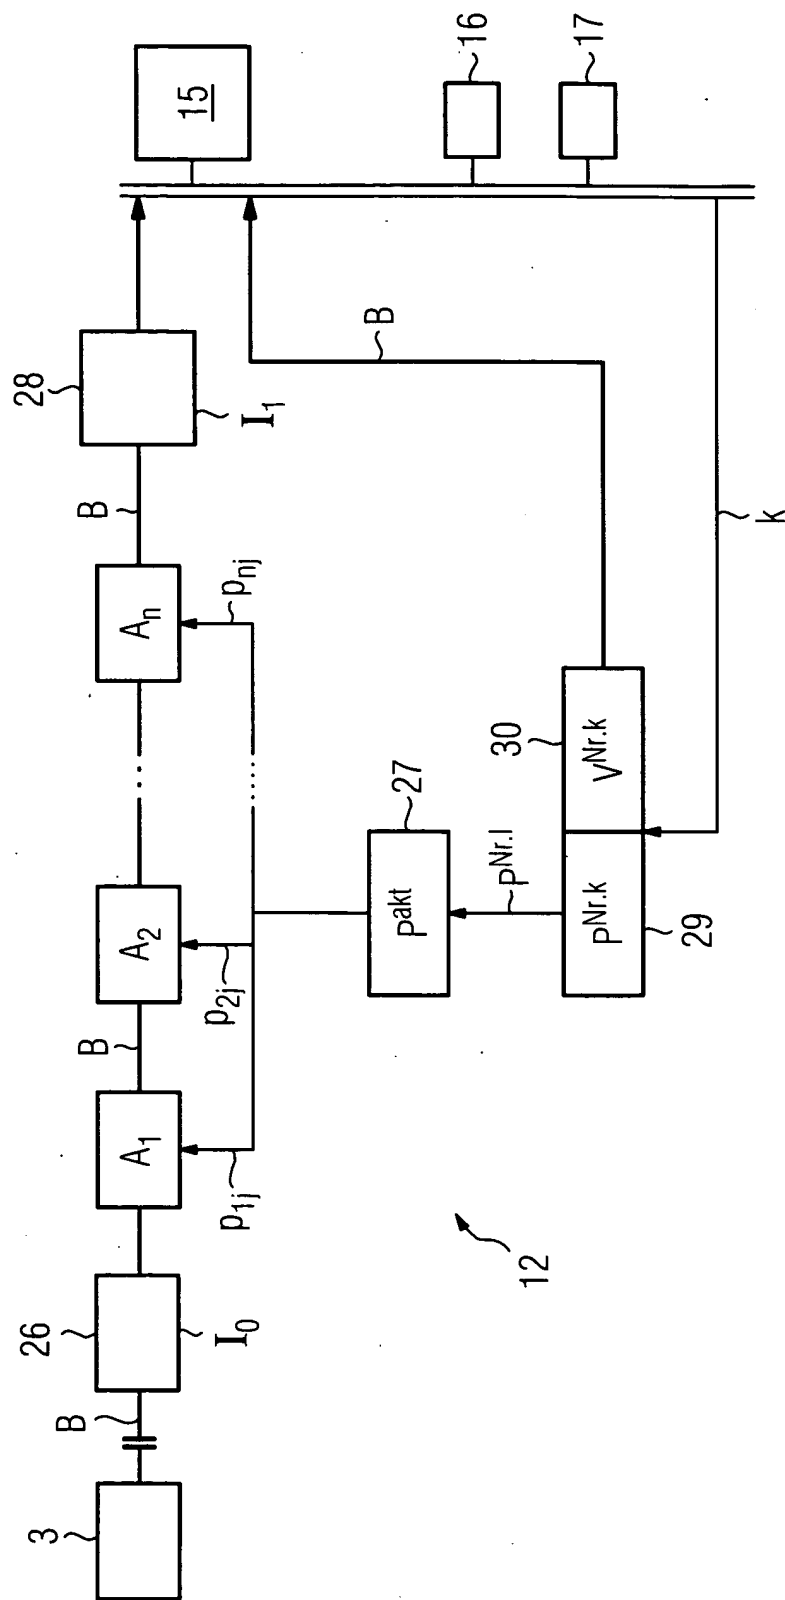 3
B
26
I₀
A₁
p₁ⱼ
B
A₂
p₂ⱼ
Aₙ
pₙⱼ
B
28
I₁
15
16
17
B
k
27
Pᵃᵏᵗ
Pᴺʳ·ˡ
30
Pᴺʳ·ᵏ
Vᴺʳ·ᵏ
29
12